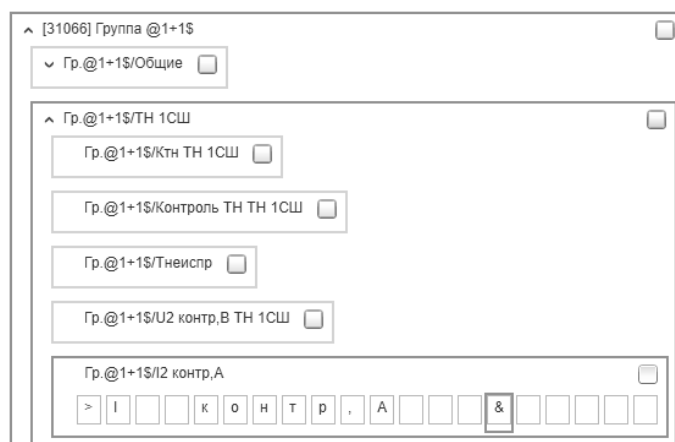 [31066] Группа @1+1$
Гр.@1+1$/Общие
Гр.@1+1$/ТН 1СШ
Гр.@1+1$/Ктн ТН 1СШ
Гр.@1+1$/Контроль ТН ТН 1СШ
Гр.@1+1$/Тнеиспр
Гр.@1+1$/U2 контр,В ТН 1СШ
Гр.@1+1$/I2 контр,А
> I к о н т р , А &